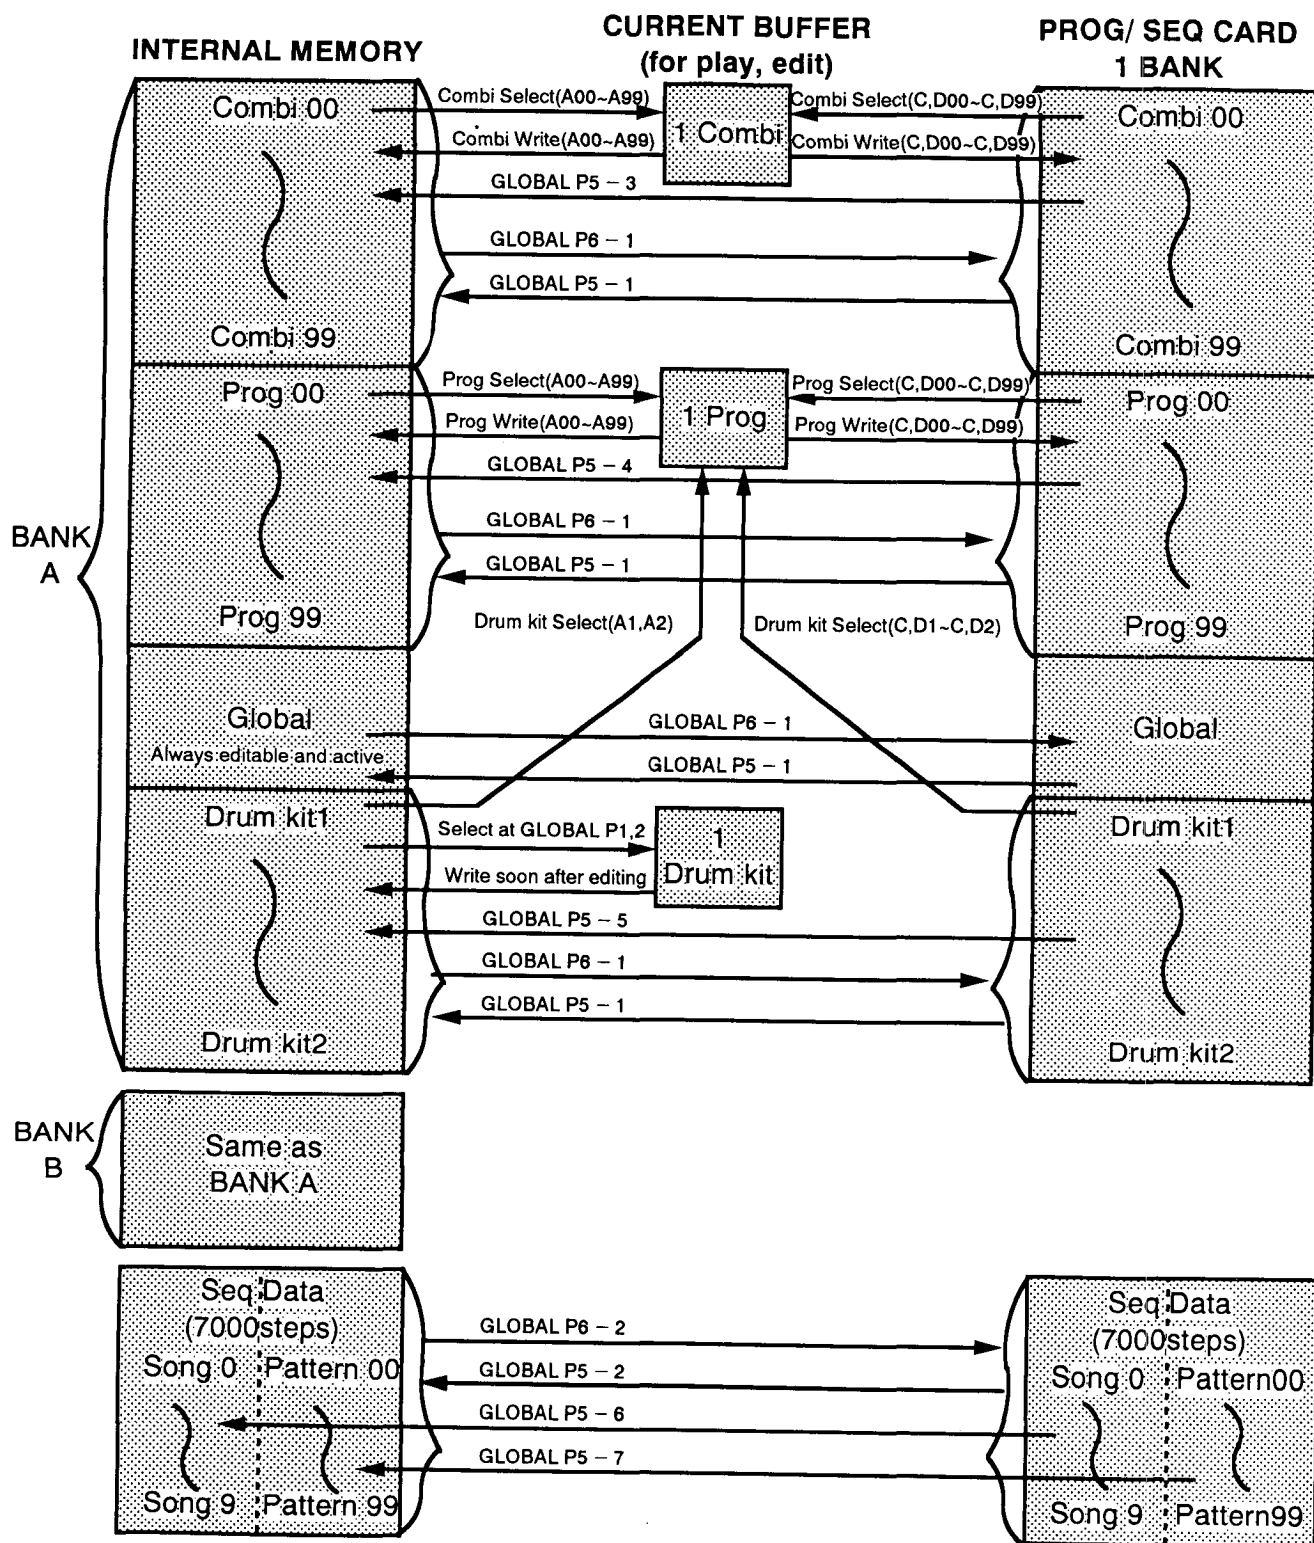 INTERNAL MEMORY
CURRENT BUFFER
(for play, edit)
PROG/ SEQ CARD
1 BANK
Combi 00
Combi Select(A00~A99)
1 Combi
Combi Select(C,D00~C,D99)
Combi 00
Combi Write(A00~A99)
Combi Write(C,D00~C,D99)
GLOBAL P5 – 3
GLOBAL P6 – 1
GLOBAL P5 – 1
Combi 99
Combi 99
Prog 00
Prog Select(A00~A99)
1 Prog
Prog Select(C,D00~C,D99)
Prog 00
Prog Write(A00~A99)
Prog Write(C,D00~C,D99)
GLOBAL P5 – 4
GLOBAL P6 – 1
GLOBAL P5 – 1
BANK
A
Prog 99
Drum kit Select(A1,A2)
Drum kit Select(C,D1~C,D2)
Prog 99
Global
Always editable and active
GLOBAL P6 – 1
GLOBAL P5 – 1
Global
Drum kit1
Select at GLOBAL P1,2
1
Drum kit
Drum kit1
Write soon after editing
GLOBAL P5 – 5
GLOBAL P6 – 1
GLOBAL P5 – 1
Drum kit2
Drum kit2
BANK
B
Same as
BANK A
Seq Data
(7000steps)
Song 0
Pattern 00
GLOBAL P6 – 2
GLOBAL P5 – 2
GLOBAL P5 – 6
GLOBAL P5 – 7
Song 9
Pattern 99
Seq Data
(7000steps)
Song 0
Pattern00
Song 9
Pattern99